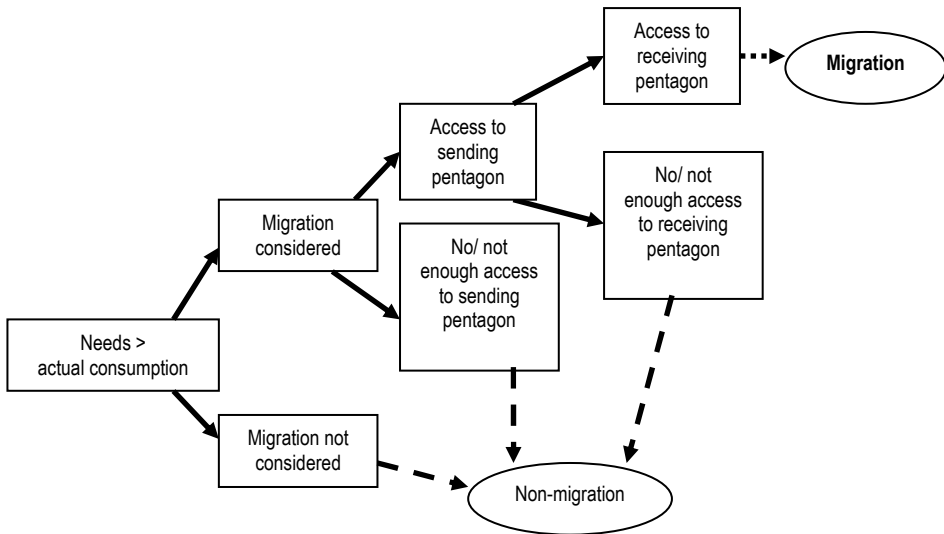 Access to
receiving
pentagon
Migration
Access to
sending
pentagon
No/ not
enough access
to receiving
pentagon
Migration
considered
No/ not
enough access
to sending
pentagon
Needs >
actual consumption
Migration not
considered
Non-migration